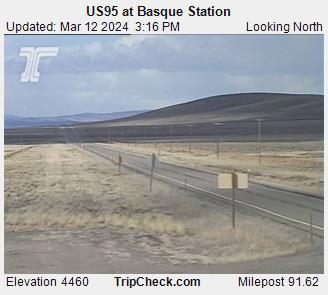 US95 at Basque Station
Updated: Mar 12 2024 3:16 PM Looking North
Elevation 4460 TripCheck.com Milepost 91.62